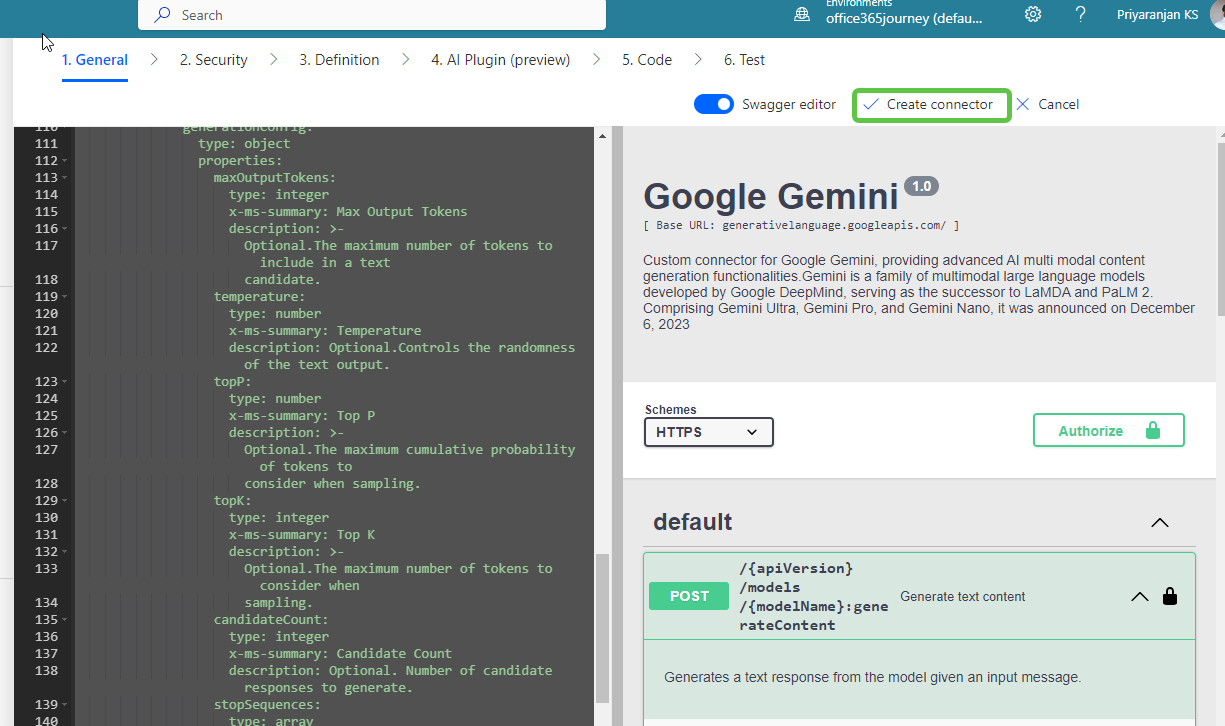 Search
Environments
office365journey (defau...
?
Priyaranjan KS
1. General
2. Security
3. Definition
4. AI Plugin (preview)
5. Code
6. Test
Swagger editor
Create connector
Cancel
110 generationConfig:
111 type: object
112 properties:
113 maxOutputTokens:
114 type: integer
115 x-ms-summary: Max Output Tokens
116 description: >-
117 Optional.The maximum number of tokens to
include in a text
118 candidate.
119 temperature:
120 type: number
121 x-ms-summary: Temperature
122 description: Optional.Controls the randomness
of the text output.
123 topP:
124 type: number
125 x-ms-summary: Top P
126 description: >-
127 Optional.The maximum cumulative probability
of tokens to
128 consider when sampling.
129 topK:
130 type: integer
131 x-ms-summary: Top K
132 description: >-
133 Optional.The maximum number of tokens to
consider when
134 sampling.
135 candidateCount:
136 type: integer
137 x-ms-summary: Candidate Count
138 description: Optional. Number of candidate
responses to generate.
139 stopSequences:
140 type: array
Google Gemini 1.0
[ Base URL: generativelanguage.googleapis.com/ ]
Custom connector for Google Gemini, providing advanced AI multi modal content
generation functionalities.Gemini is a family of multimodal large language models
developed by Google DeepMind, serving as the successor to LaMDA and PaLM 2.
Comprising Gemini Ultra, Gemini Pro, and Gemini Nano, it was announced on December
6, 2023
Schemes
HTTPS
Authorize
default
POST
/{apiVersion}
/models
/{modelName}:gene
rateContent
Generate text content
Generates a text response from the model given an input message.